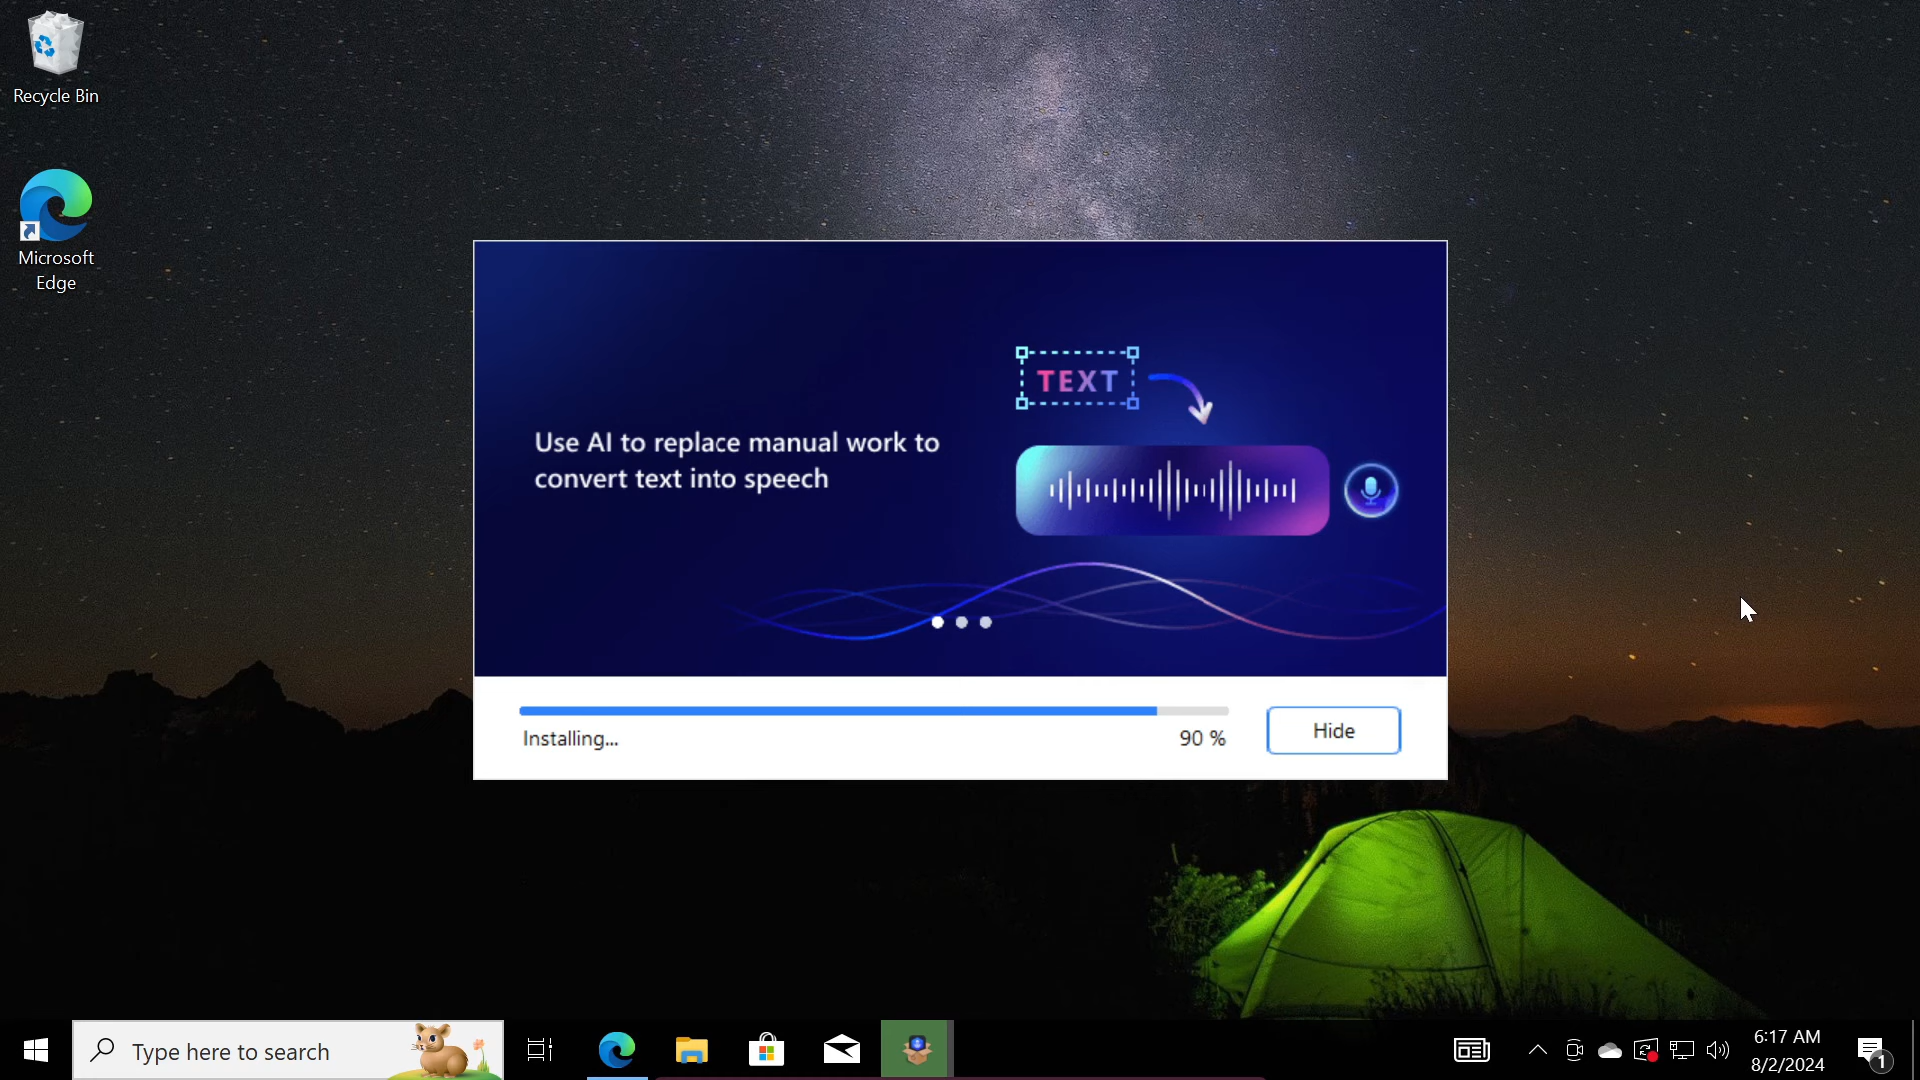 Recycle Bin
Microsoft
Edge
TEXT
Use AI to replace manual work to
convert text into speech
Installing...
90 %
Hide
Type here to search
6:17 AM
8/2/2024
1